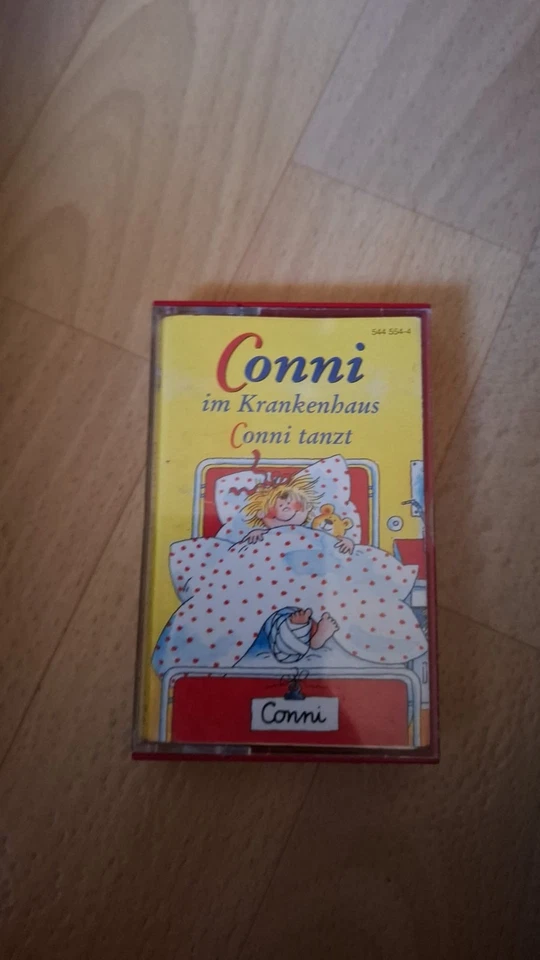 544 554-4
Conni
im Krankenhaus
Conni tanzt
Conni